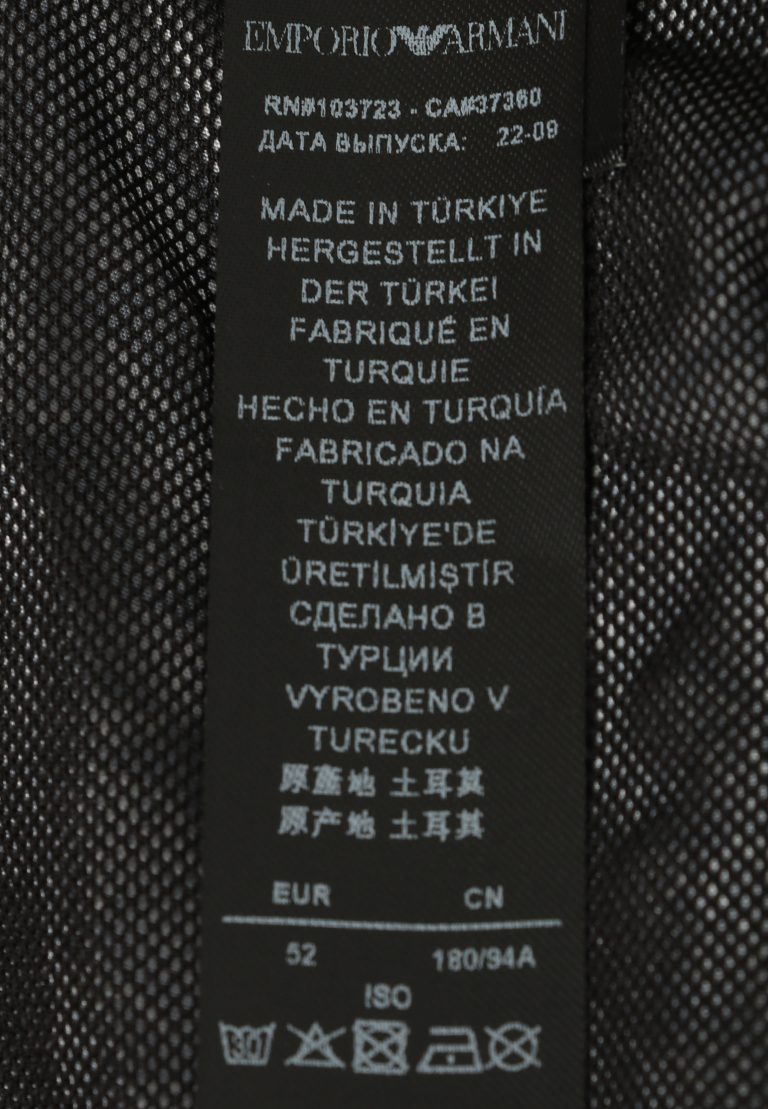 EMPORIO ARMANI
RN#103723 - CA#37360
ДАТА ВЫПУСКА: 22-09
MADE IN TÜRKIYE
HERGESTELLT IN
DER TÜRKEI
FABRIQUÉ EN
TURQUIE
HECHO EN TURQUÍA
FABRICADO NA
TURQUIA
TÜRKİYE'DE
ÜRETİLMİŞTİR
СДЕЛАНО В
ТУРЦИИ
VYROBENO V
TURECKU
原產地 土耳其
原产地 土耳其
EUR CN
52 180/94A
ISO
30